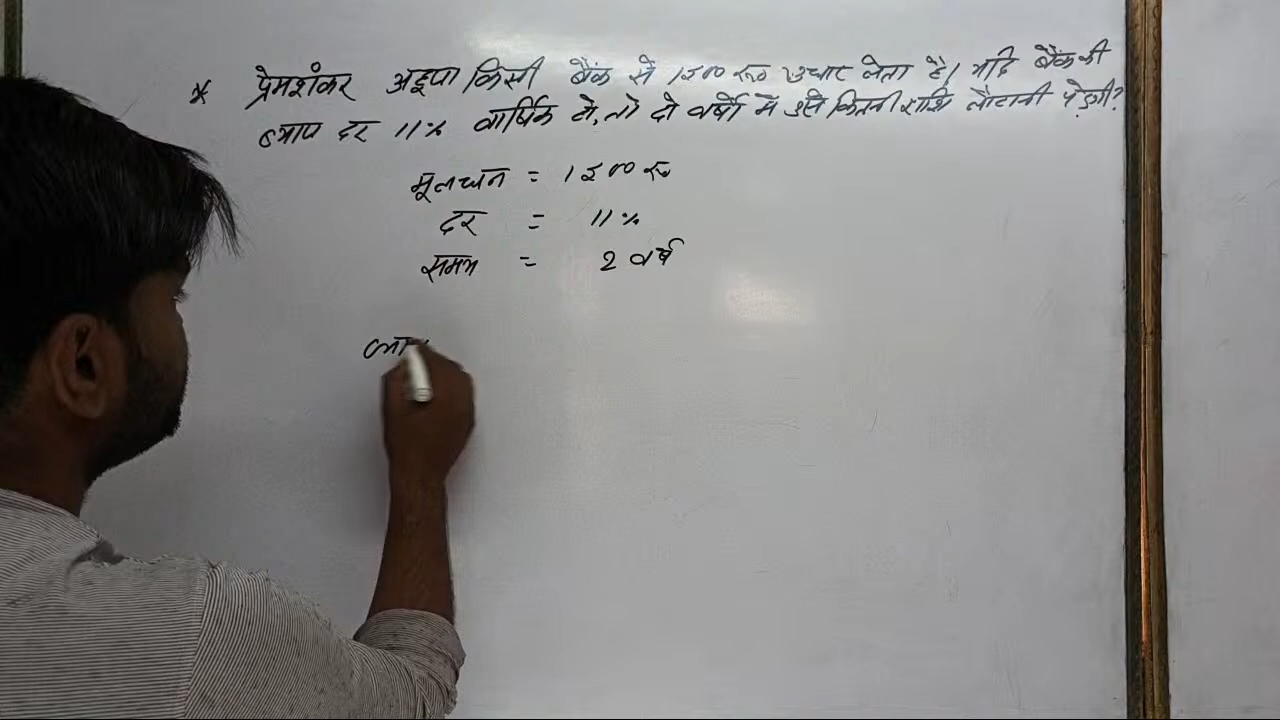 * प्रेमशंकर किसी बैंक से 1500 रू० उधार लेता है। यदि बैंक की
ब्याज दर 11% वार्षिक हो, तो दो वर्षों में उसे कितनी राशि लौटानी पड़ेगी?
मूलधन = 1500 रू०
दर = 11%
समय = 2 वर्ष